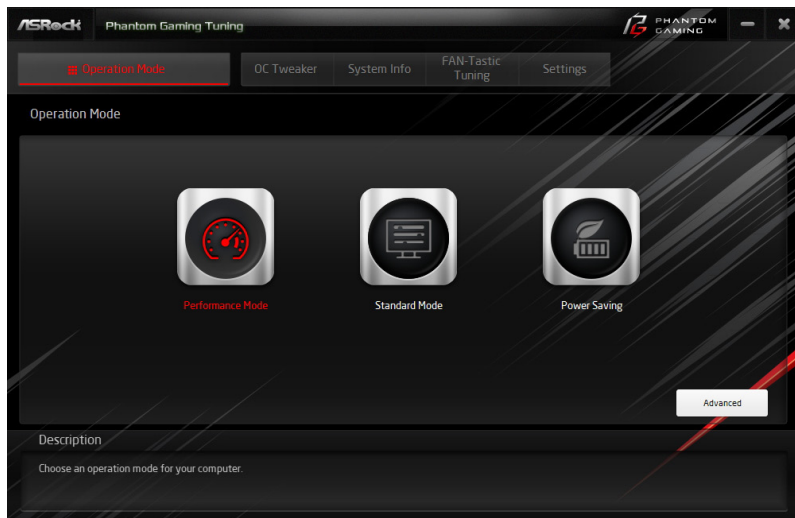 ASRock
Phantom Gaming Tuning
PHANTOM
GAMING
Operation Mode
OC Tweaker
System Info
FAN-Tastic
Tuning
Settings
Operation Mode
Performance Mode
Standard Mode
Power Saving
Advanced
Description
Choose an operation mode for your computer.